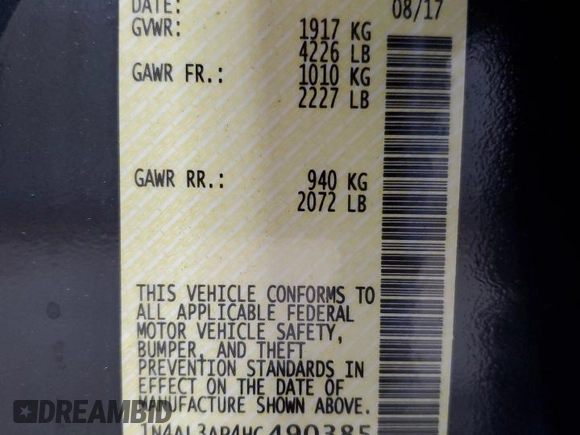 DATE: 08/17
GVWR: 1917 KG
4226 LB
GAWR FR.: 1010 KG
2227 LB
GAWR RR.: 940 KG
2072 LB
THIS VEHICLE CONFORMS TO
ALL APPLICABLE FEDERAL
MOTOR VEHICLE SAFETY,
BUMPER, AND THEFT
PREVENTION STANDARDS IN
EFFECT ON THE DATE OF
MANUFACTURE SHOWN ABOVE.
1N4AL3AP4HC490385
DREAMBID